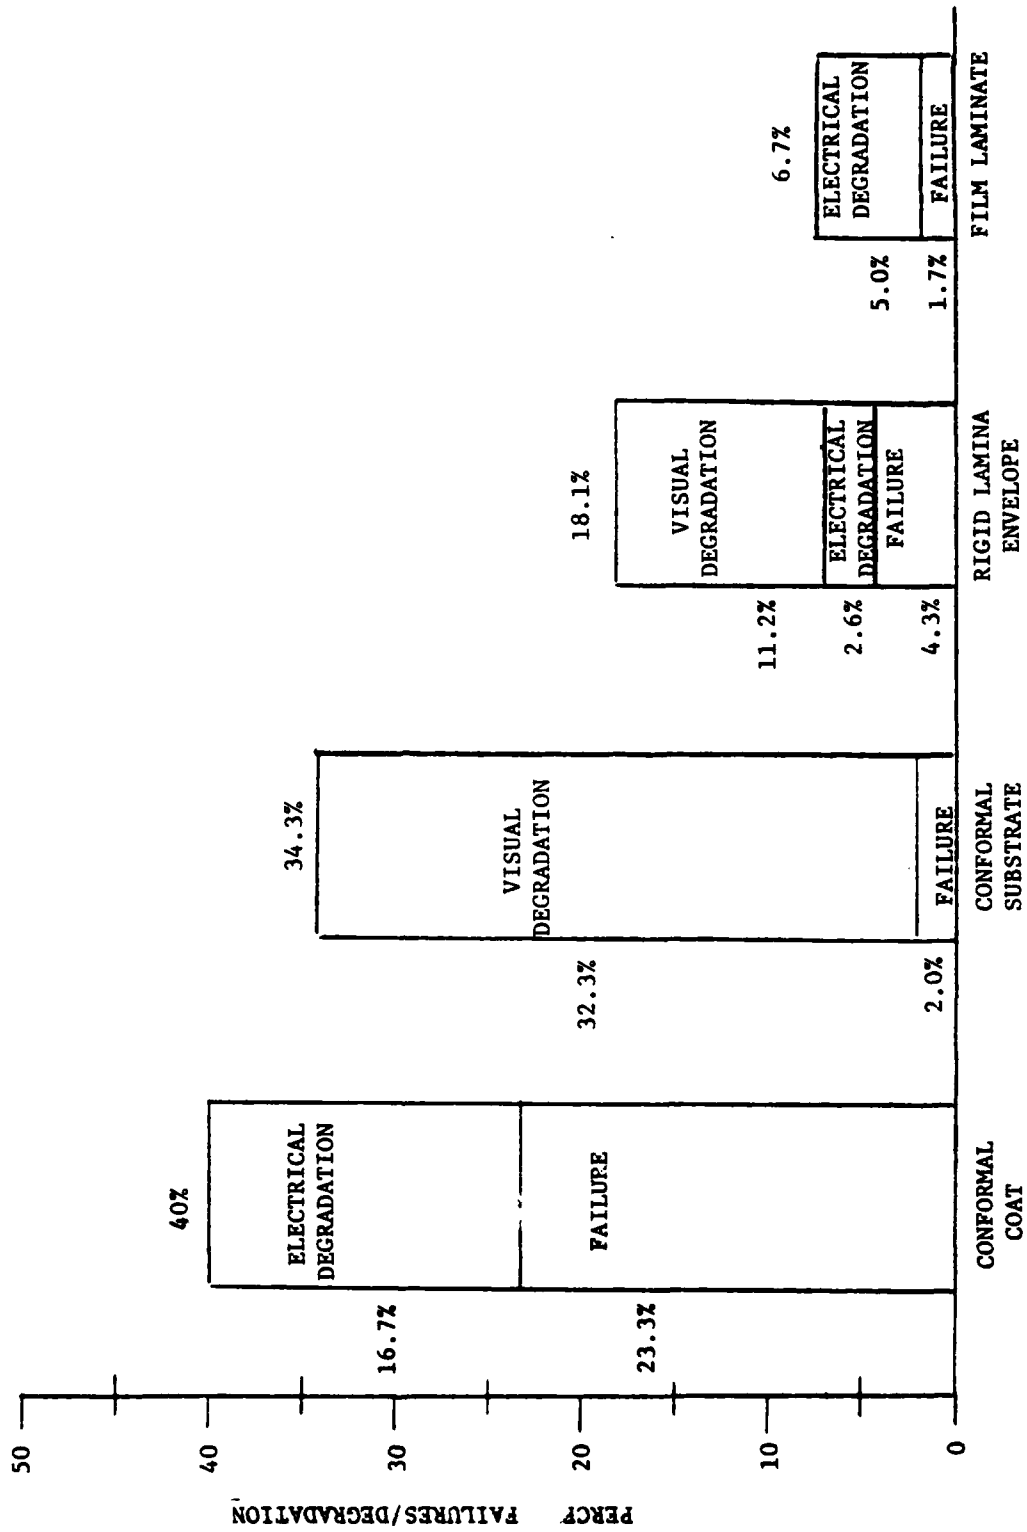 PERCE FAILURES/DEGRADATION
50
40
30
20
10
0
40%
ELECTRICAL
DEGRADATION
16.7%
FAILURE
23.3%
CONFORMAL
COAT
34.3%
VISUAL
DEGRADATION
32.3%
FAILURE
2.0%
CONFORMAL
SUBSTRATE
18.1%
VISUAL
DEGRADATION
11.2%
ELECTRICAL
DEGRADATION
2.6%
FAILURE
4.3%
RIGID LAMINA
ENVELOPE
6.7%
ELECTRICAL
DEGRADATION
5.0%
FAILURE
1.7%
FILM LAMINATE